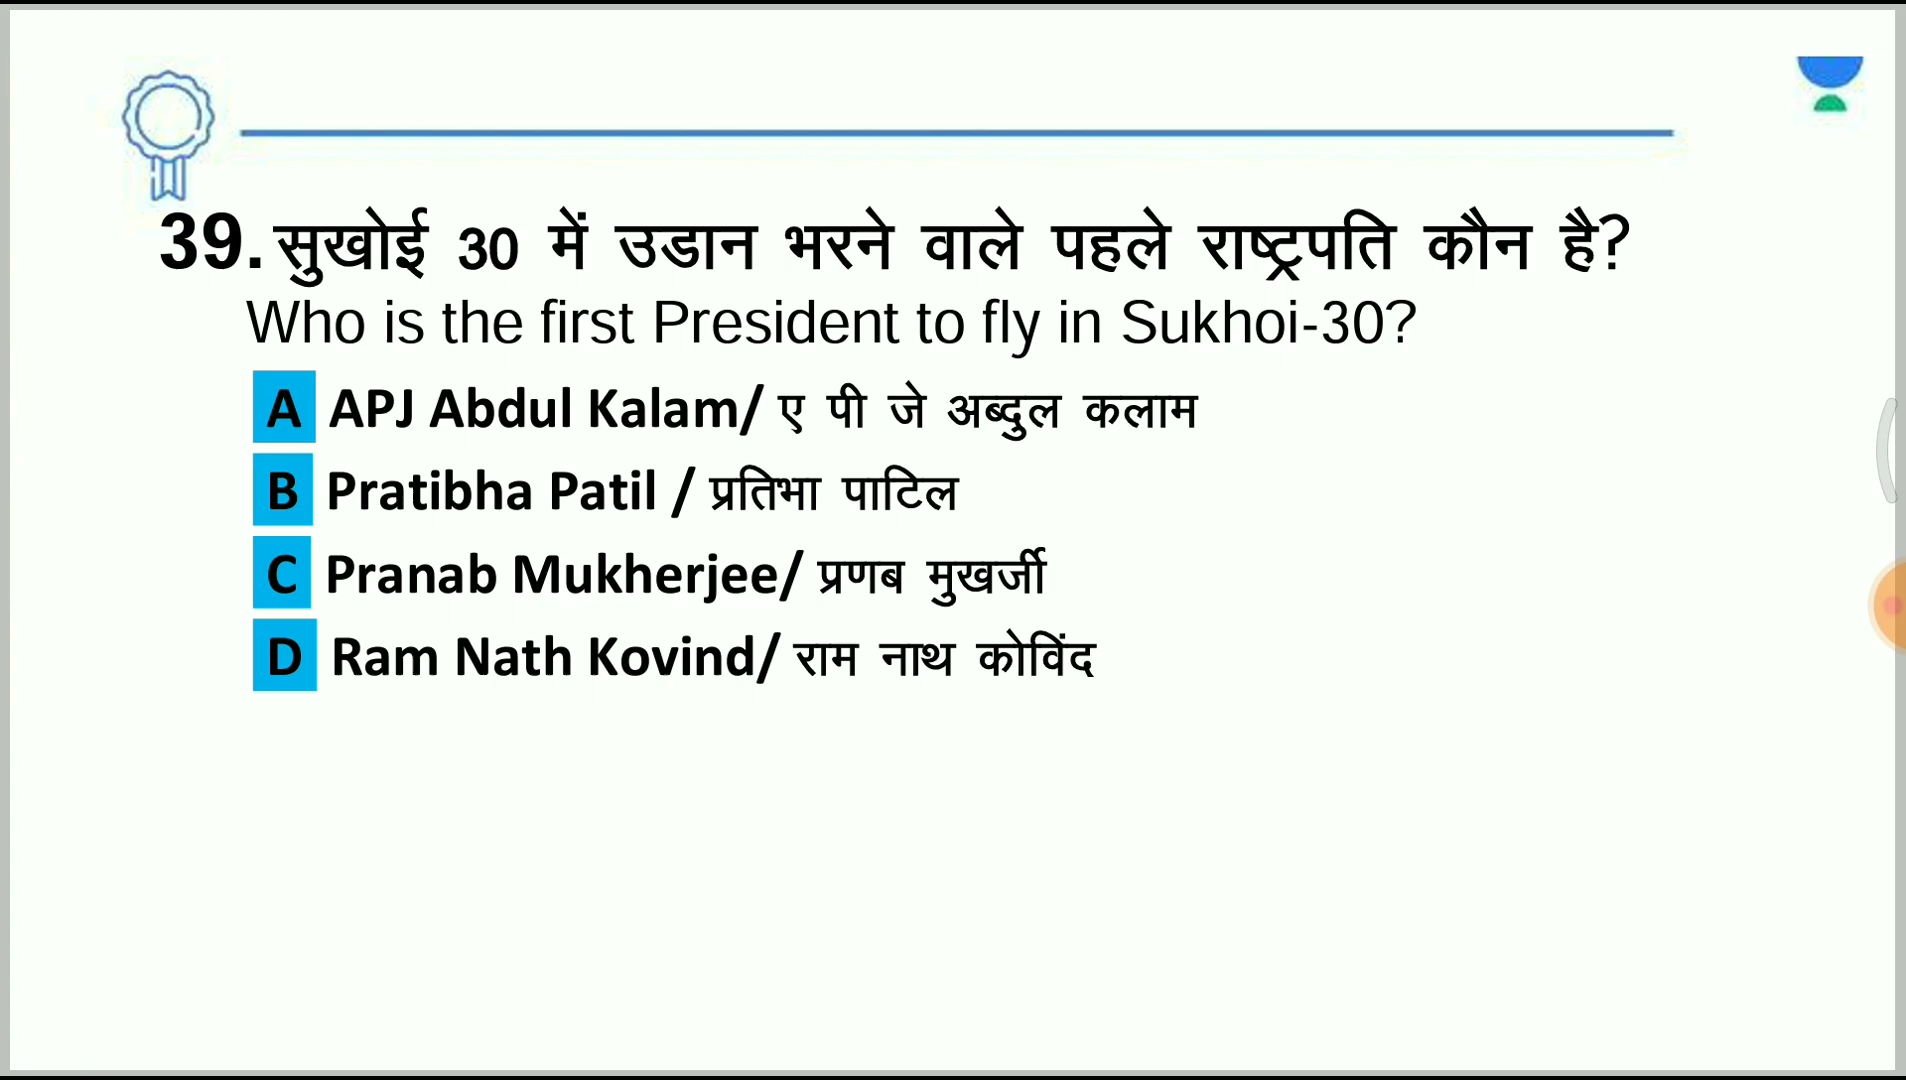 39. सुखोई 30 में उडान भरने वाले पहले राष्ट्रपति कौन है?
Who is the first President to fly in Sukhoi-30?
A APJ Abdul Kalam/ ए पी जे अब्दुल कलाम
B Pratibha Patil / प्रतिभा पाटिल
C Pranab Mukherjee/ प्रणब मुखर्जी
D Ram Nath Kovind/ राम नाथ कोविंद